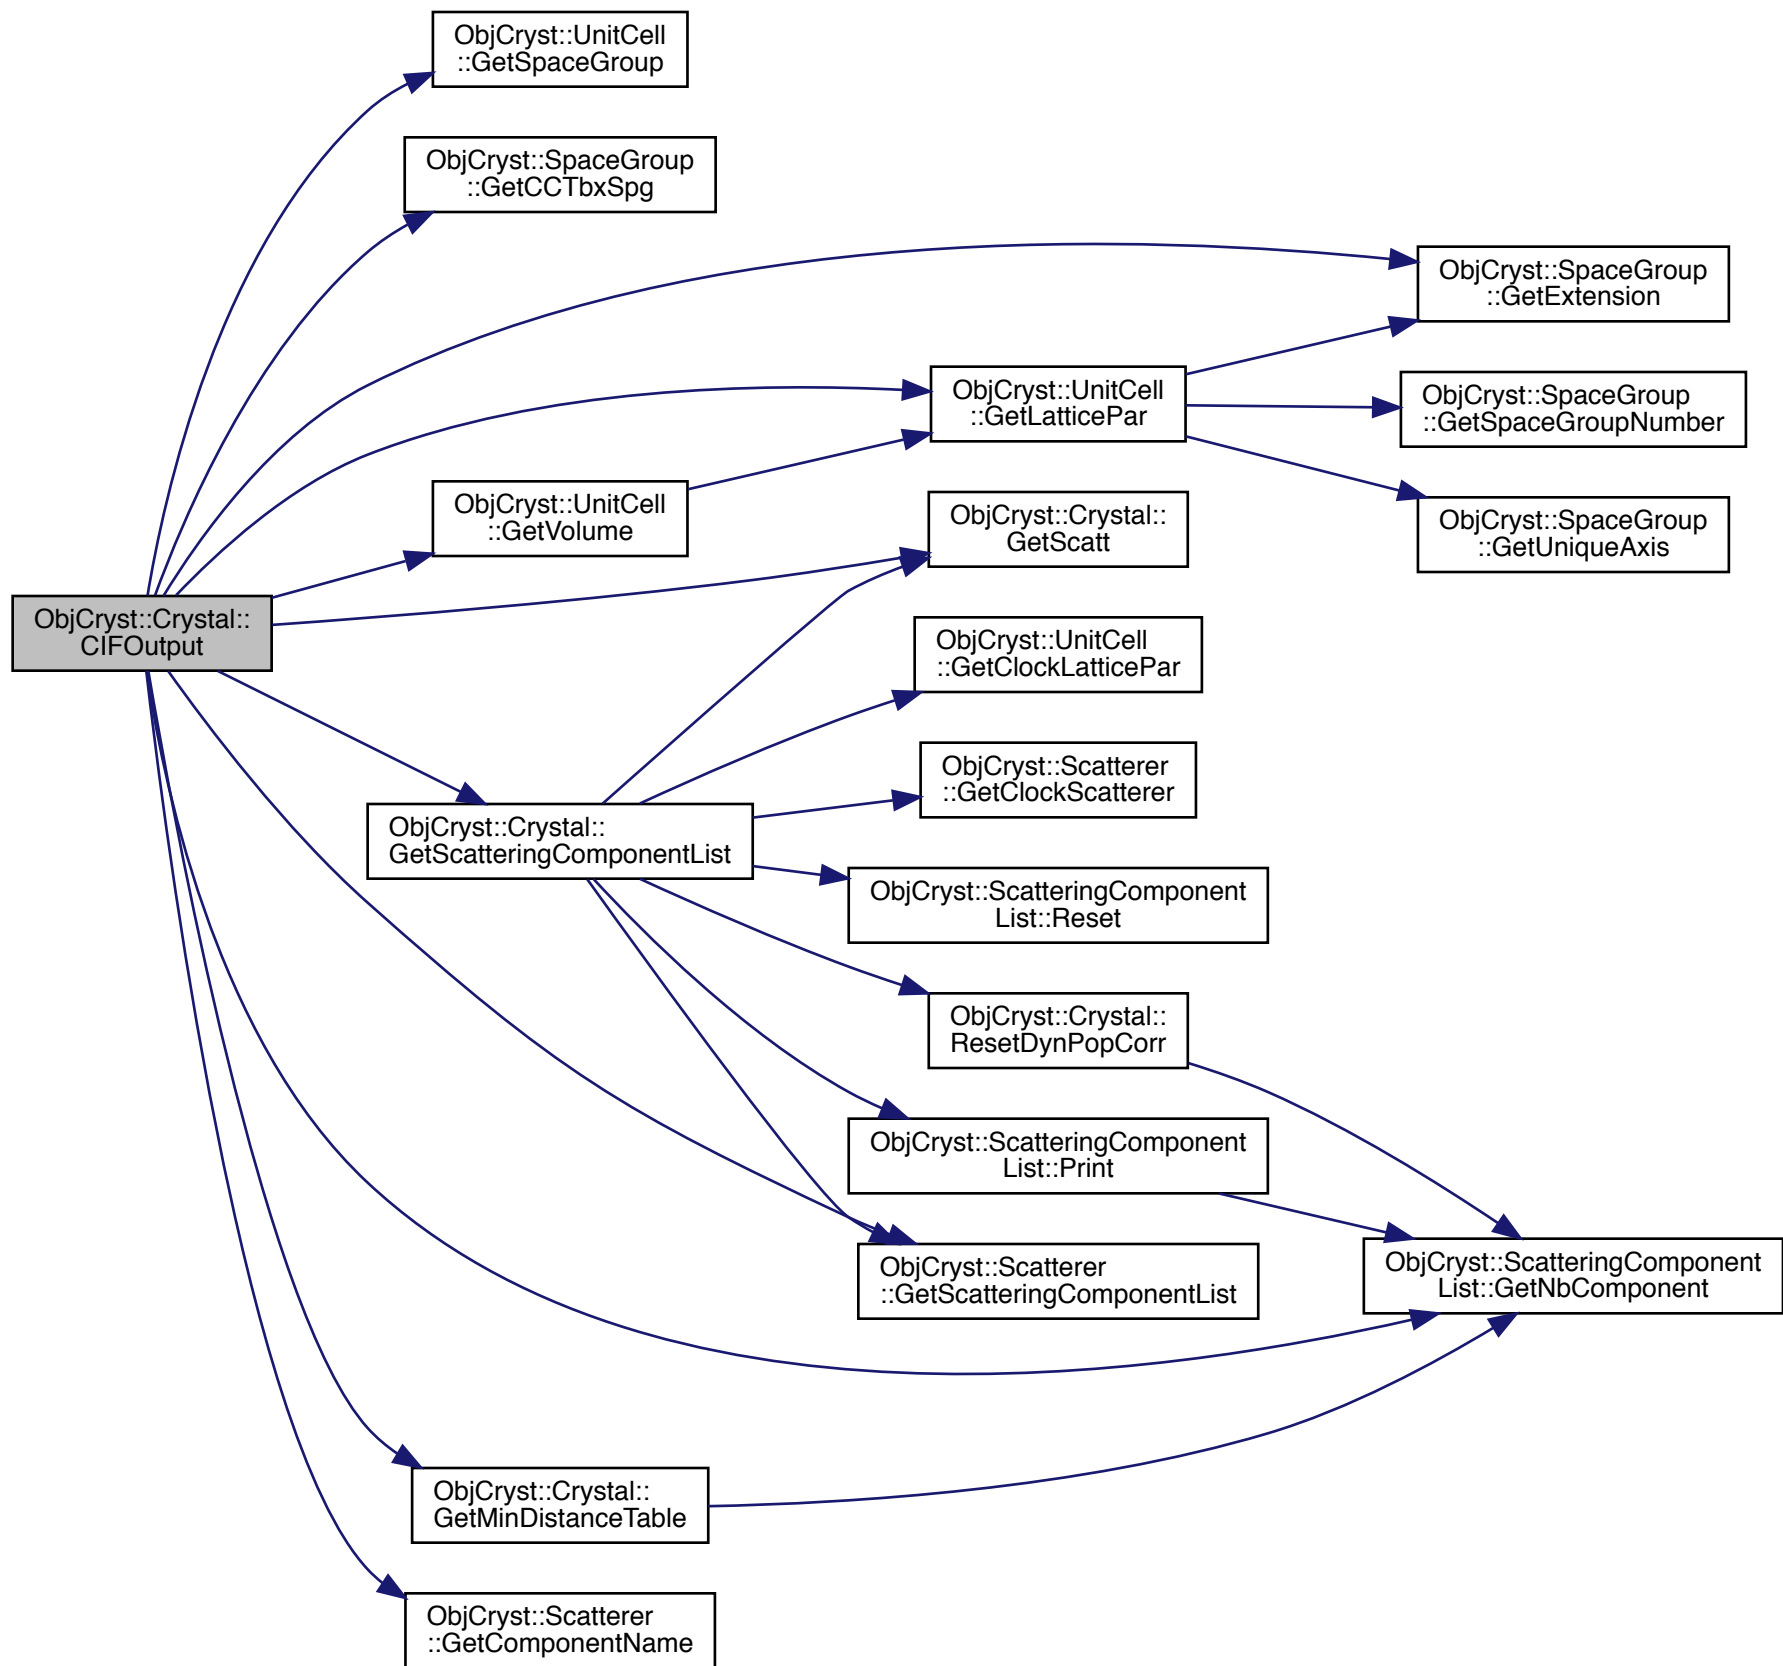 ObjCryst::UnitCell
::GetSpaceGroup
ObjCryst::SpaceGroup
::GetCCTbxSpg
ObjCryst::SpaceGroup
::GetExtension
ObjCryst::UnitCell
::GetLatticePar
ObjCryst::SpaceGroup
::GetSpaceGroupNumber
ObjCryst::UnitCell
::GetVolume
ObjCryst::Crystal::
GetScatt
ObjCryst::SpaceGroup
::GetUniqueAxis
ObjCryst::Crystal::
CIFOutput
ObjCryst::UnitCell
::GetClockLatticePar
ObjCryst::Scatterer
::GetClockScatterer
ObjCryst::Crystal::
GetScatteringComponentList
ObjCryst::ScatteringComponent
List::Reset
ObjCryst::Crystal::
ResetDynPopCorr
ObjCryst::ScatteringComponent
List::Print
ObjCryst::Scatterer
::GetScatteringComponentList
ObjCryst::ScatteringComponent
List::GetNbComponent
ObjCryst::Crystal::
GetMinDistanceTable
ObjCryst::Scatterer
::GetComponentName